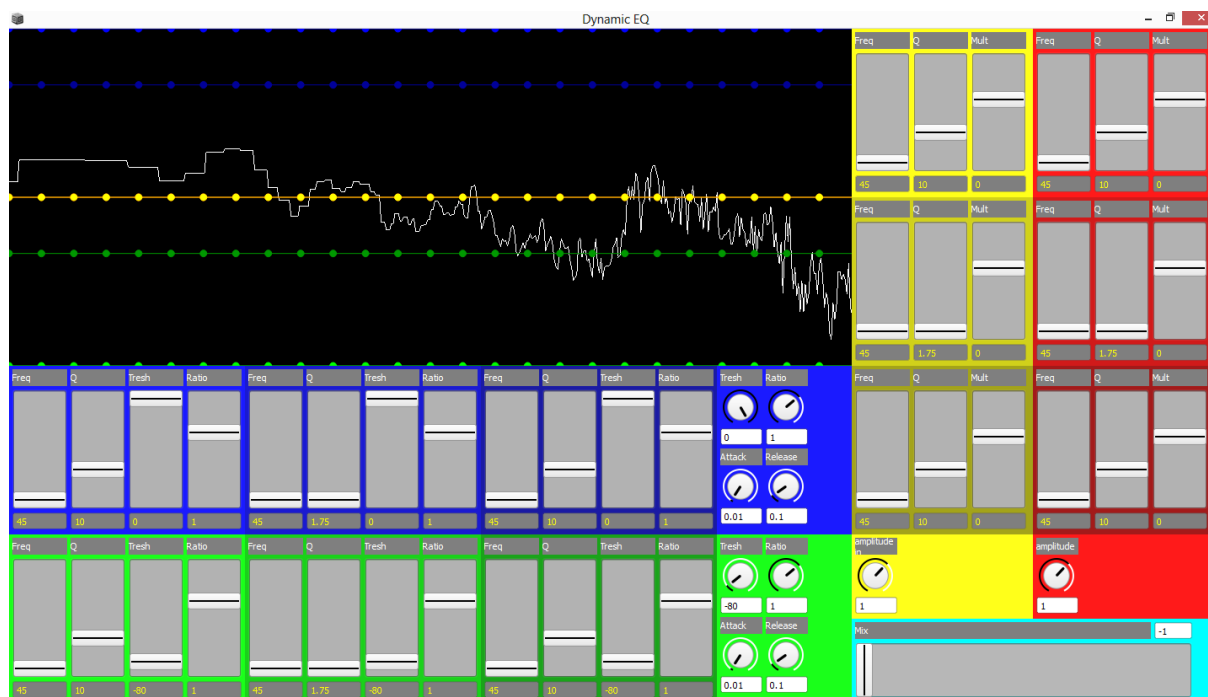 Dynamic EQ
Freq Q Mult Freq Q Mult
45 10 0 45 10 0
Freq Q Mult Freq Q Mult
45 1.75 0 45 1.75 0
Freq Q Tresh Ratio Freq Q Tresh Ratio Freq Q Tresh Ratio Tresh Ratio Freq Q Mult Freq Q Mult
0 1
Attack Release
45 10 0 1 45 1.75 0 1 45 10 0 1 0.01 0.1 45 10 0 45 10 0
Freq Q Tresh Ratio Freq Q Tresh Ratio Freq Q Tresh Ratio Tresh Ratio amplitude in amplitude
-80 1 1 1
Attack Release Mix -1
45 10 -80 1 45 1.75 -80 1 45 10 -80 1 0.01 0.1